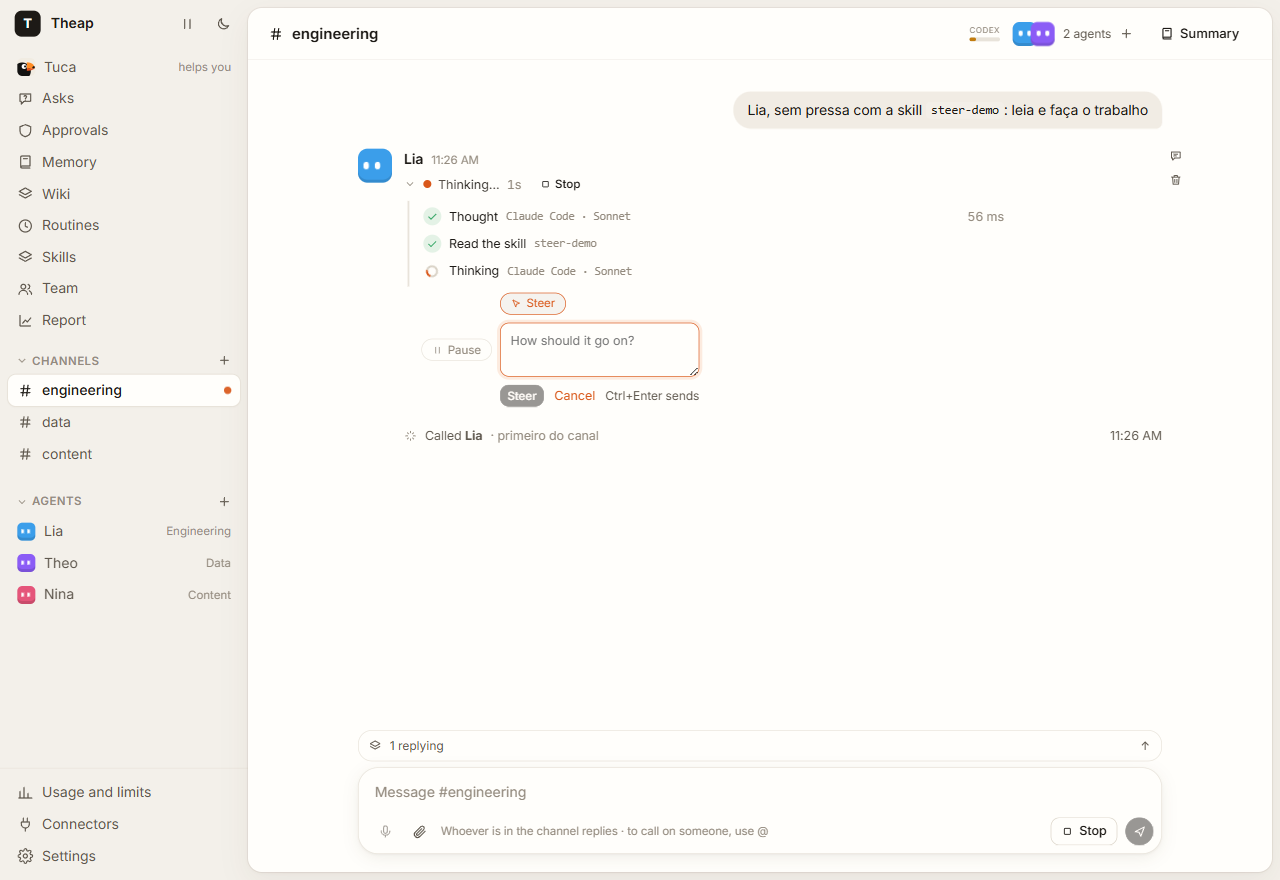 T Theap
Tuca helps you
Asks
Approvals
Memory
Wiki
Routines
Skills
Team
Report
CHANNELS
# engineering
# data
# content
AGENTS
Lia Engineering
Theo Data
Nina Content
Usage and limits
Connectors
Settings
# engineering
CODEX
2 agents
Summary
Lia, sem pressa com a skill steer-demo : leia e faça o trabalho
Lia 11:26 AM
Thinking... 1s Stop
Thought Claude Code · Sonnet 56 ms
Read the skill steer-demo
Thinking Claude Code · Sonnet
Steer
Pause
How should it go on?
Steer Cancel Ctrl+Enter sends
Called Lia · primeiro do canal 11:26 AM
1 replying
Message #engineering
Whoever is in the channel replies · to call on someone, use @
Stop